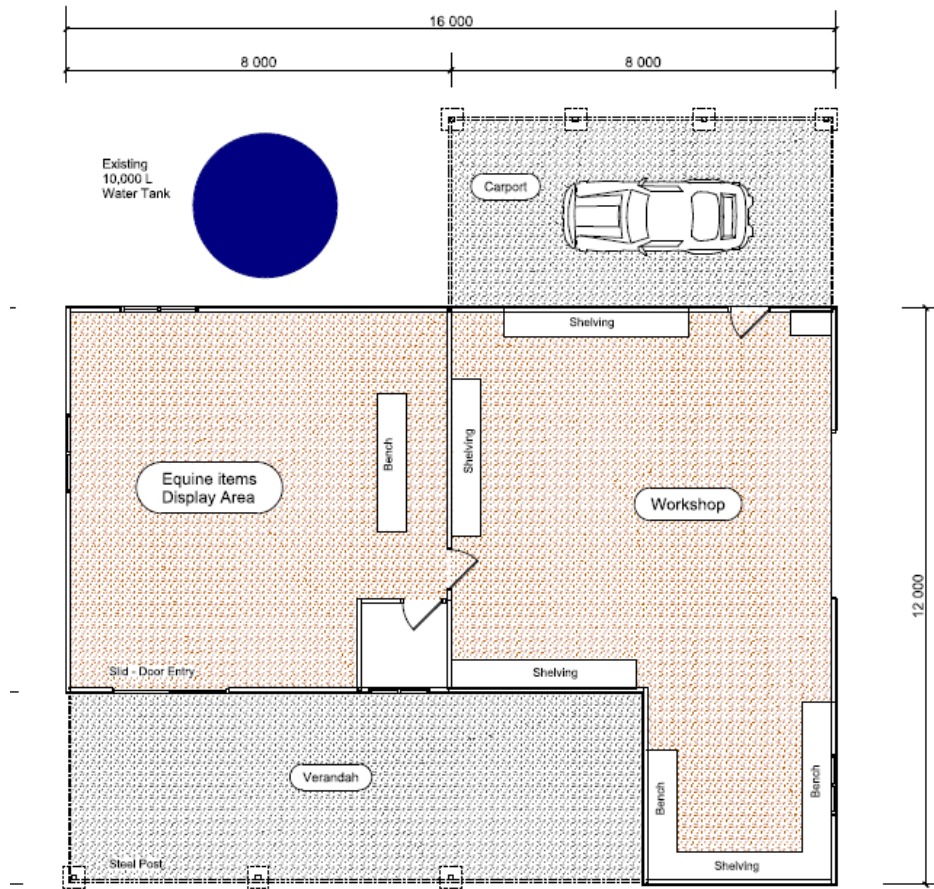 16 000
8 000
8 000
Existing
10,000 L
Water Tank
Carport
Shelving
Bench
Shelving
Equine items
Display Area
Workshop
12 000
Slid - Door Entry
Shelving
Verandah
Bench
Bench
Steel Post
Shelving